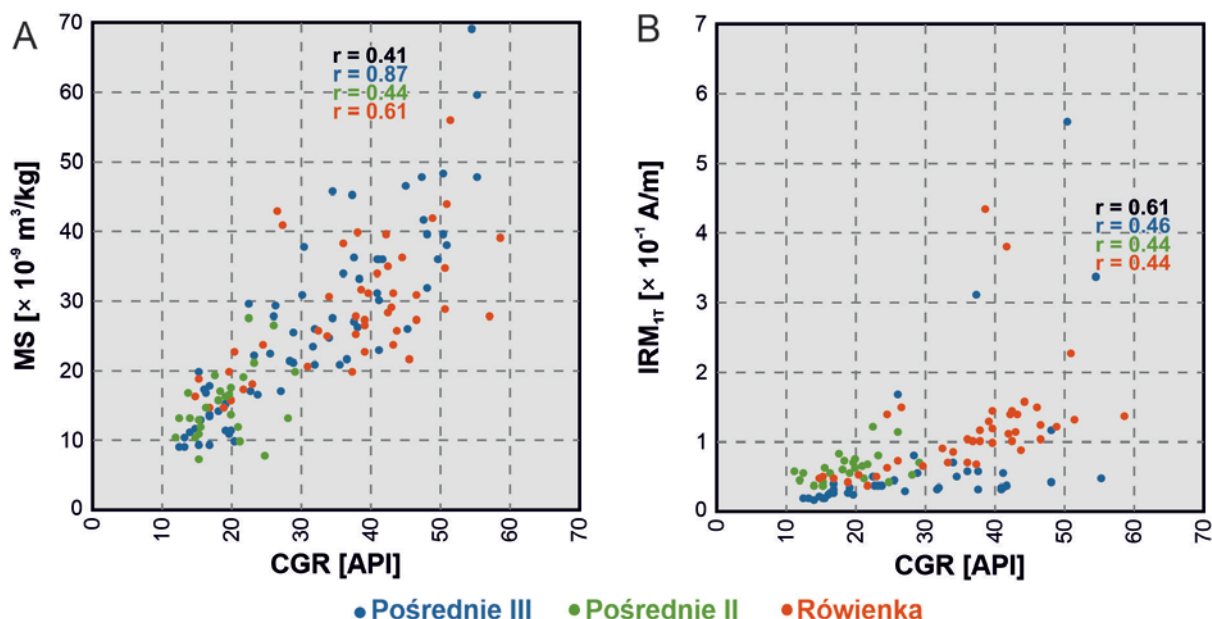 A
70
60
50
40
30
20
10
0
MS [× 10⁻⁹ m³/kg]
r = 0.41
r = 0.87
r = 0.44
r = 0.61
0 10 20 30 40 50 60 70
CGR [API]
B
7
6
5
4
3
2
1
0
IRM₁T [× 10⁻¹ A/m]
r = 0.61
r = 0.46
r = 0.44
r = 0.44
0 10 20 30 40 50 60 70
CGR [API]
Pośrednie III Pośrednie II Rówienka